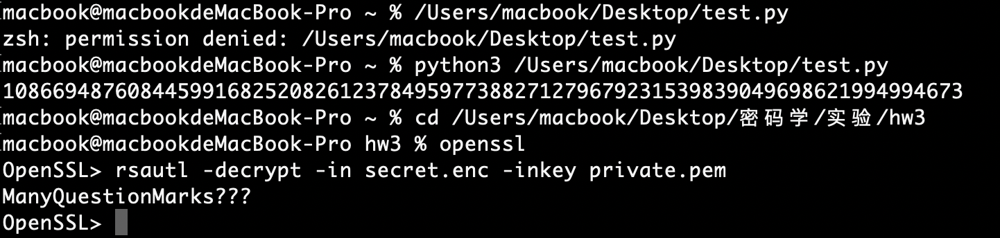 macbook@macbookdeMacBook-Pro ~ % /Users/macbook/Desktop/test.py
zsh: permission denied: /Users/macbook/Desktop/test.py
macbook@macbookdeMacBook-Pro ~ % python3 /Users/macbook/Desktop/test.py
10866948760844599168252082612378495977388271279679231539839049698621994994673
macbook@macbookdeMacBook-Pro ~ % cd /Users/macbook/Desktop/密码学/实验/hw3
macbook@macbookdeMacBook-Pro hw3 % openssl
OpenSSL> rsautl -decrypt -in secret.enc -inkey private.pem
ManyQuestionMarks???
OpenSSL>